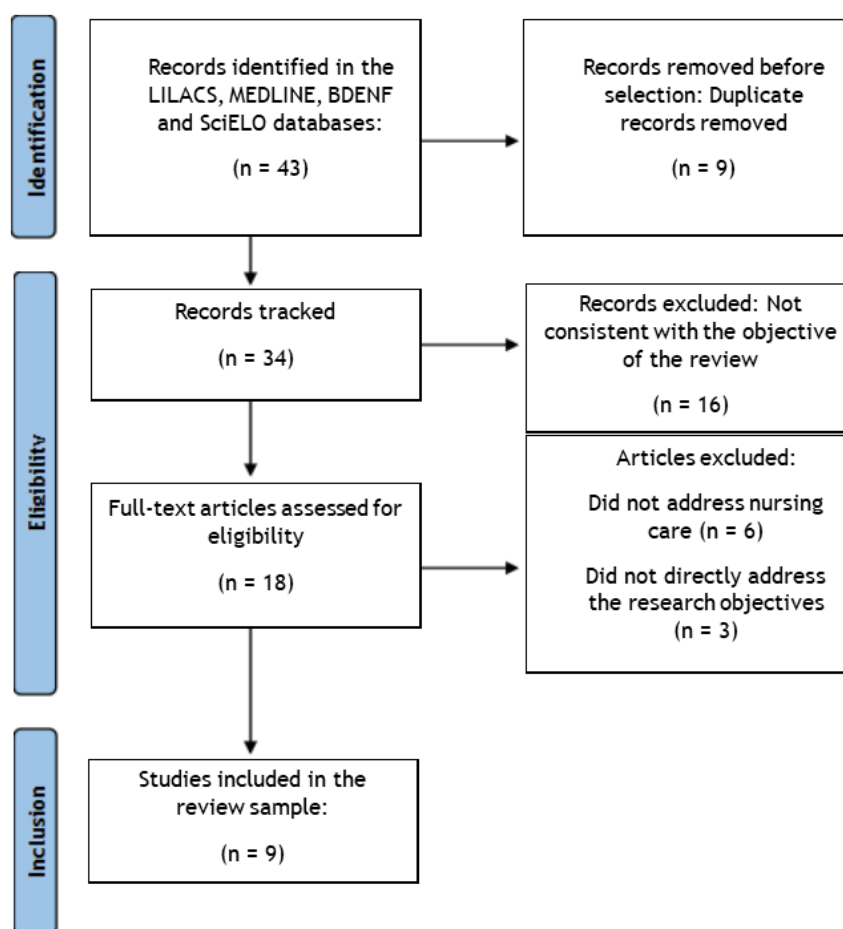 Identification
Records identified in the
LILACS, MEDLINE, BDENF
and SciELO databases:
(n = 43)
Records removed before
selection: Duplicate
records removed
(n = 9)
Eligibility
Records tracked
(n = 34)
Records excluded: Not
consistent with the objective
of the review
(n = 16)
Full-text articles assessed for
eligibility
(n = 18)
Articles excluded:
Did not address nursing
care (n = 6)
Did not directly address
the research objectives
(n = 3)
Inclusion
Studies included in the
review sample:
(n = 9)